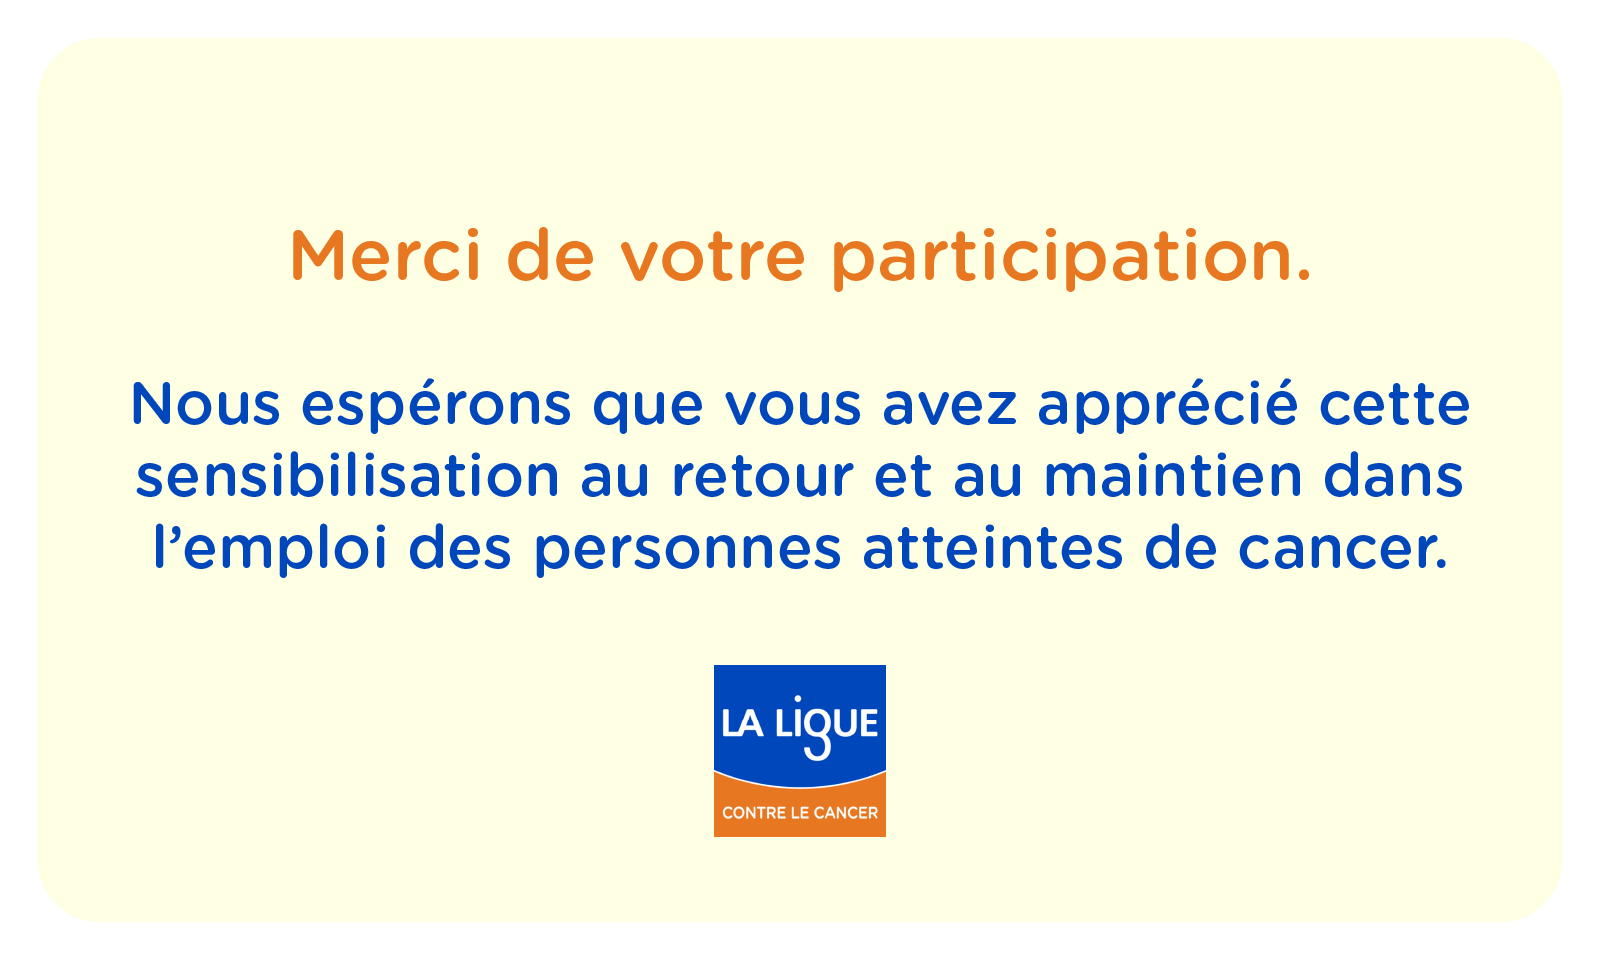 Merci de votre participation.
Nous espérons que vous avez apprécié cette
sensibilisation au retour et au maintien dans
l’emploi des personnes atteintes de cancer.
LA LiGUE
CONTRE LE CANCER